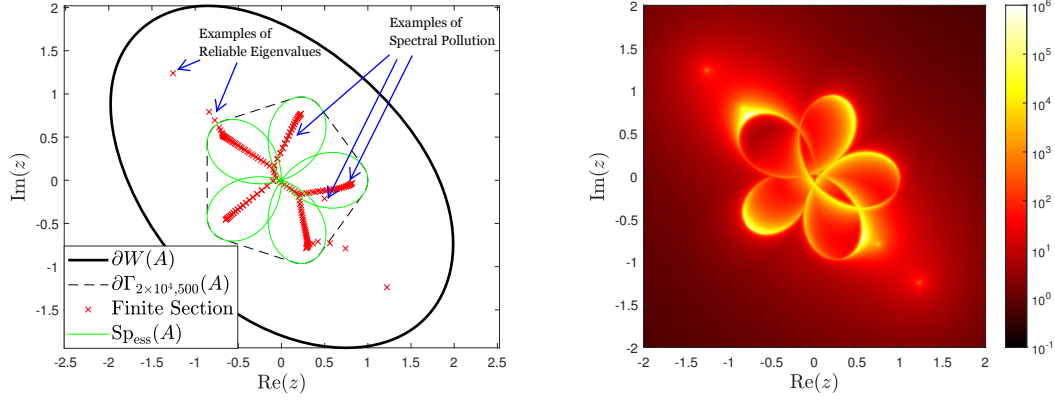 2
1.5
1
0.5
0
-0.5
-1
-1.5
Im(z)
-2.5 -2 -1.5 -1 -0.5 0 0.5 1 1.5 2 2.5
Re(z)
Examples of
Reliable Eigenvalues
Examples of
Spectral Pollution
∂W(A)
∂Γ₂×₁₀⁴,₅₀₀(A)
Finite Section
Sp_ess(A)
2
1.5
1
0.5
0
-0.5
-1
-1.5
-2
Im(z)
-2 -1.5 -1 -0.5 0 0.5 1 1.5 2
Re(z)
10⁶
10⁵
10⁴
10³
10²
10¹
10⁰
10⁻¹